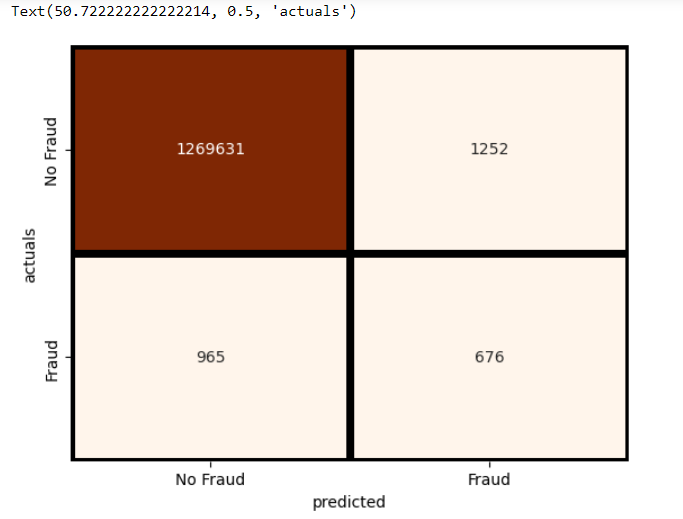 Text(50.722222222222214, 0.5, 'actuals')
No Fraud
1269631
1252
actuals
Fraud
965
676
No Fraud
Fraud
predicted